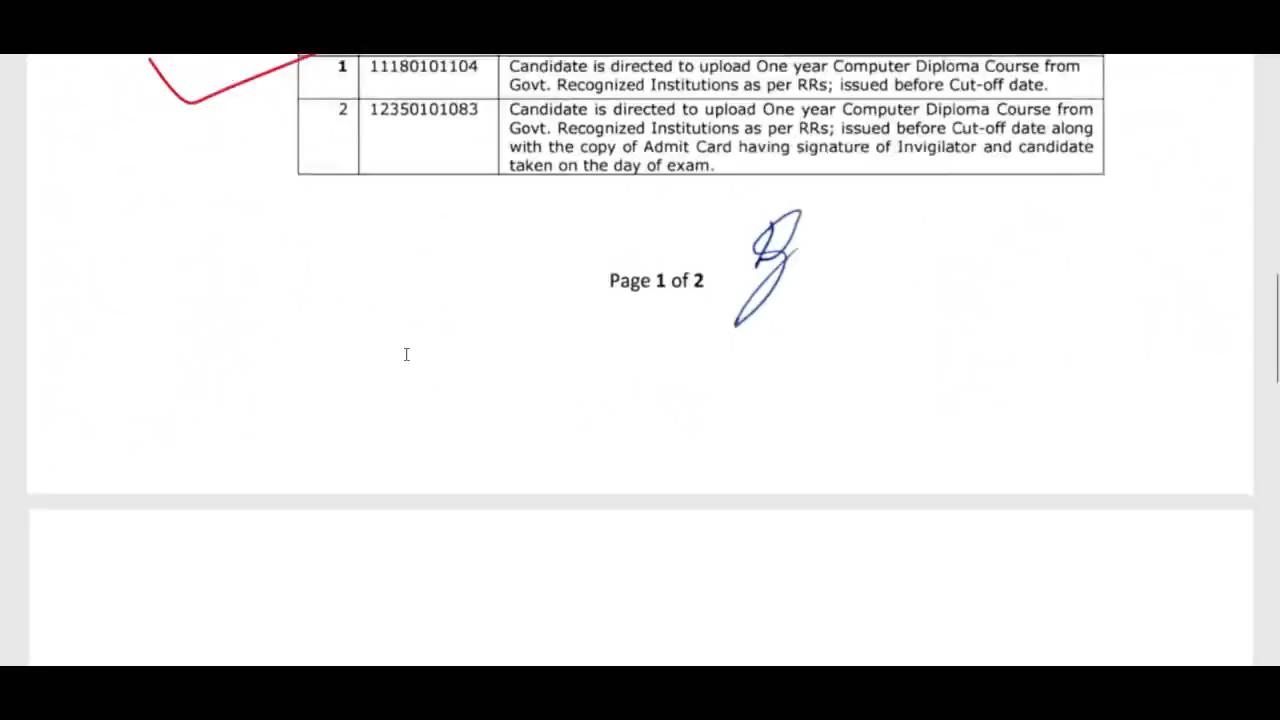 1 11180101104 Candidate is directed to upload One year Computer Diploma Course from
Govt. Recognized Institutions as per RRs; issued before Cut-off date.
2 12350101083 Candidate is directed to upload One year Computer Diploma Course from
Govt. Recognized Institutions as per RRs; issued before Cut-off date along
with the copy of Admit Card having signature of Invigilator and candidate
taken on the day of exam.
Page 1 of 2